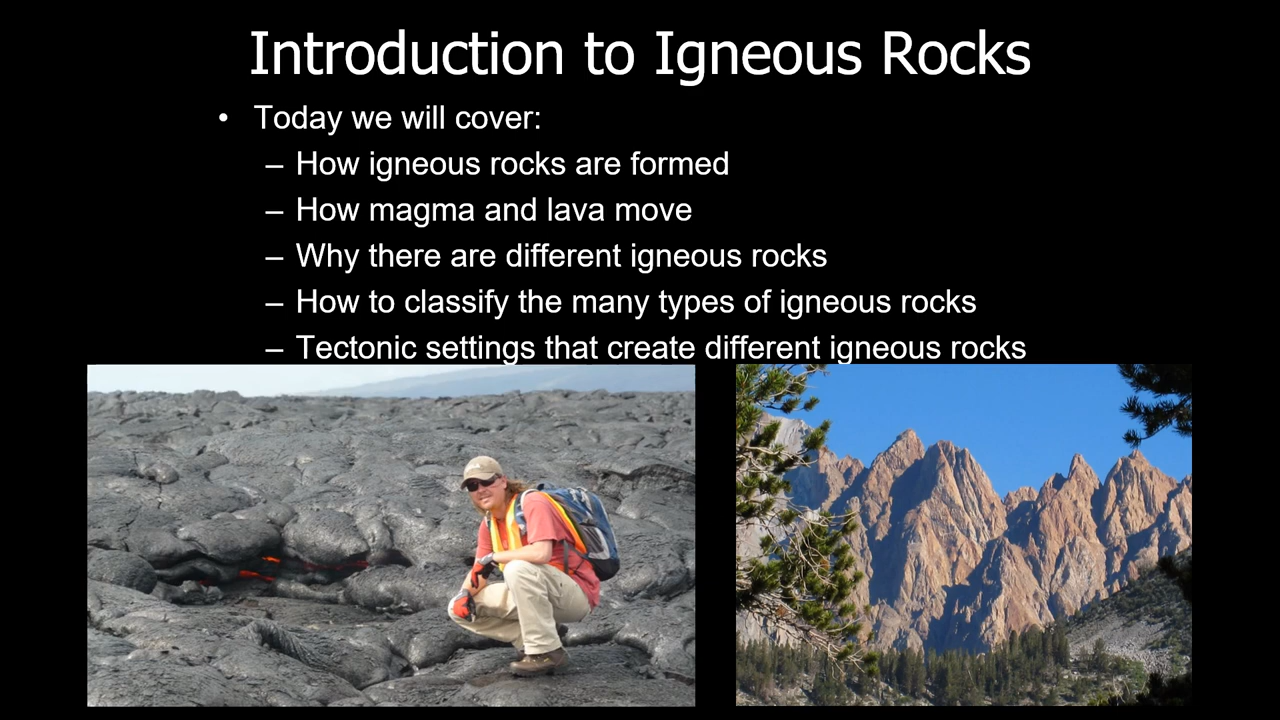 Introduction to Igneous Rocks
• Today we will cover:
– How igneous rocks are formed
– How magma and lava move
– Why there are different igneous rocks
– How to classify the many types of igneous rocks
– Tectonic settings that create different igneous rocks